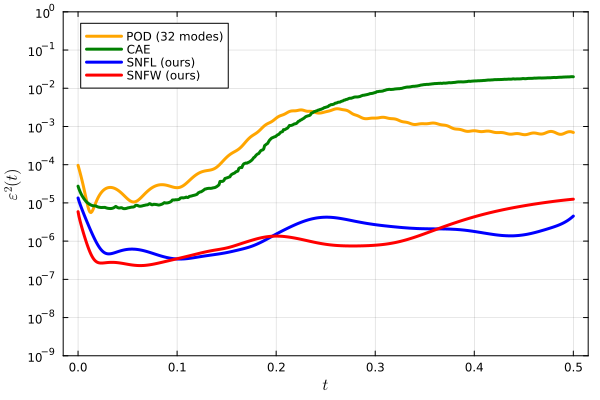 POD (32 modes)
CAE
SNFL (ours)
SNFW (ours)
10⁰
10⁻¹
10⁻²
10⁻³
10⁻⁴
10⁻⁵
10⁻⁶
10⁻⁷
10⁻⁸
10⁻⁹
ε²(t)
0.0 0.1 0.2 0.3 0.4 0.5
t